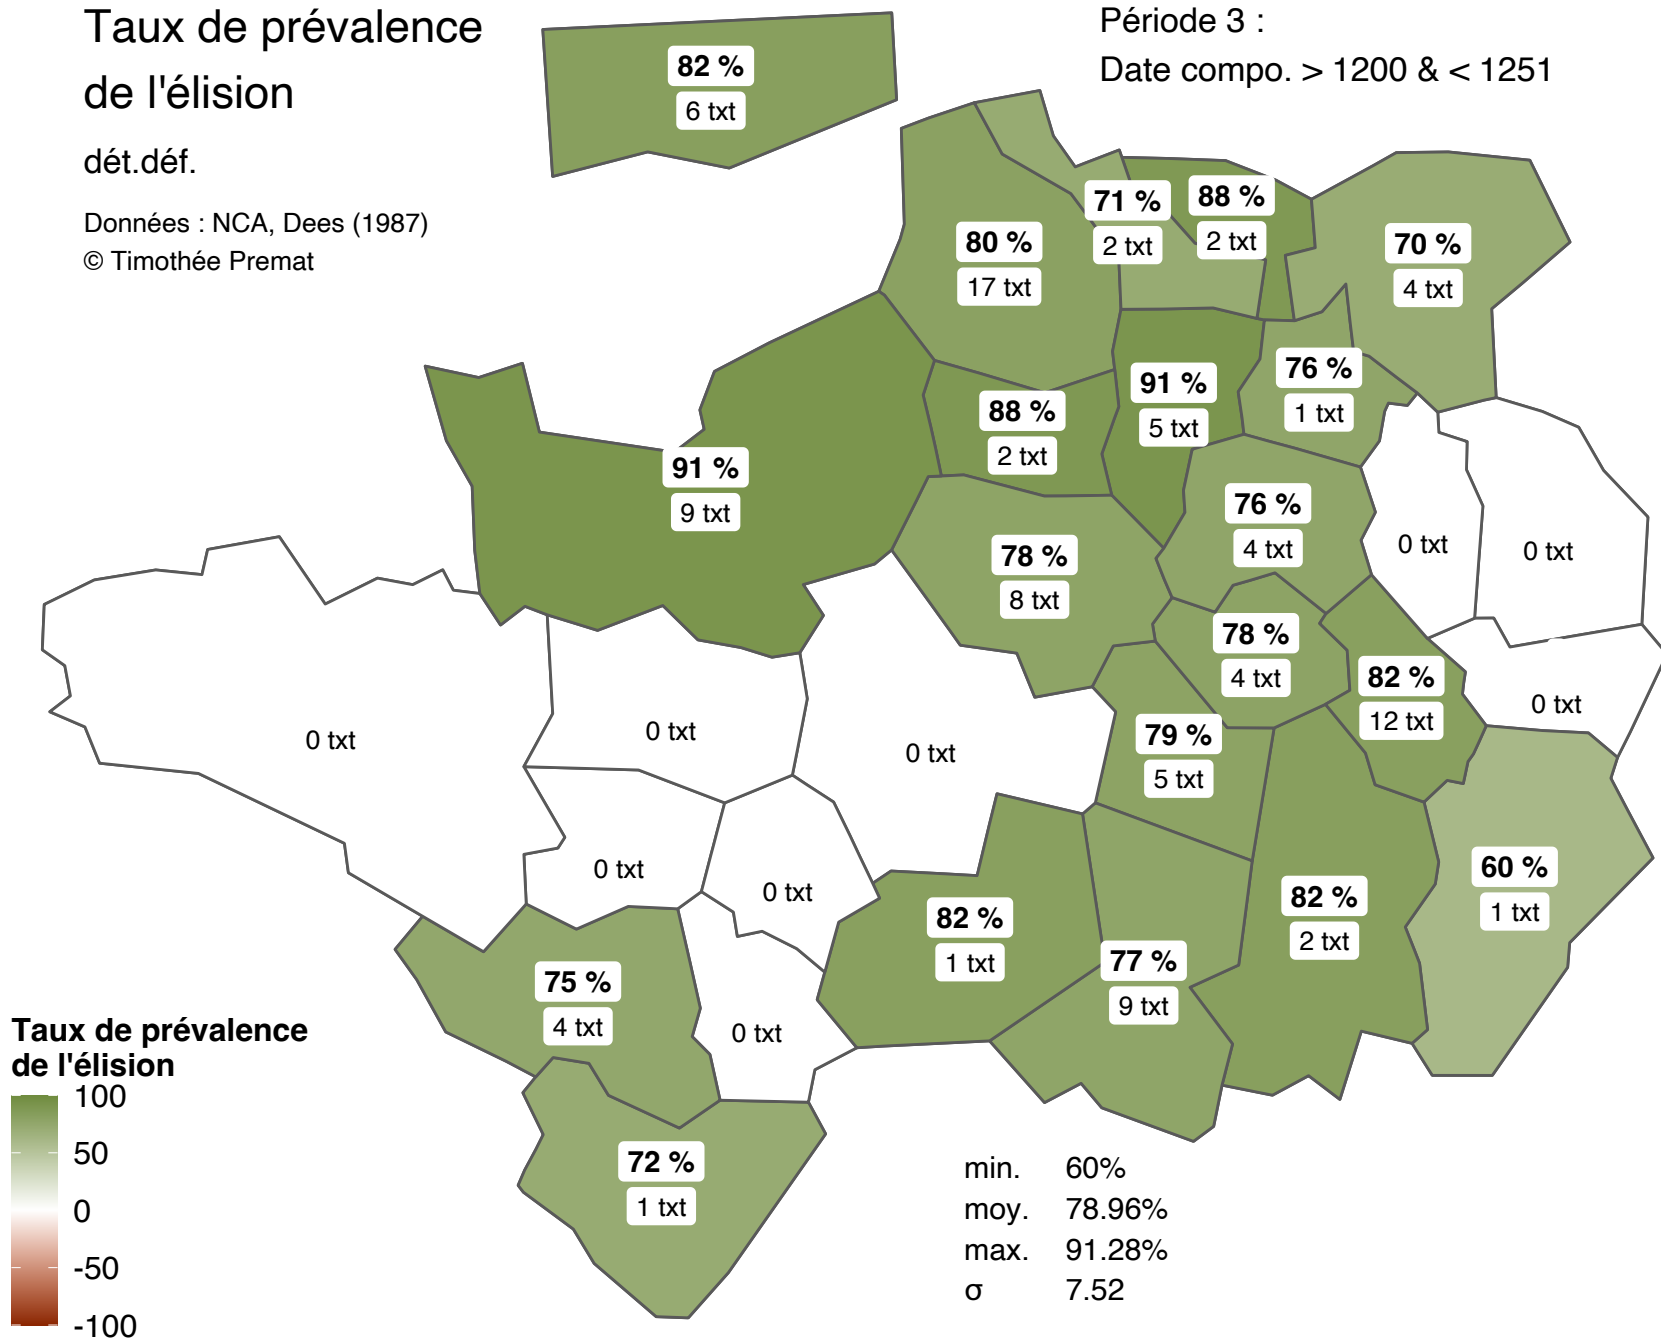 Taux de prévalence
de l'élision
dét.déf.
Données : NCA, Dees (1987)
© Timothée Premat
Période 3 :
Date compo. > 1200 & < 1251
82 %
6 txt
71 %
2 txt
88 %
2 txt
80 %
17 txt
70 %
4 txt
76 %
1 txt
91 %
5 txt
88 %
2 txt
91 %
9 txt
76 %
4 txt
0 txt
0 txt
78 %
8 txt
78 %
4 txt
82 %
12 txt
0 txt
0 txt
0 txt
0 txt
79 %
5 txt
0 txt
0 txt
82 %
1 txt
82 %
2 txt
60 %
1 txt
77 %
9 txt
75 %
4 txt
0 txt
72 %
1 txt
Taux de prévalence
de l'élision
100
50
0
-50
-100
min. 60%
moy. 78.96%
max. 91.28%
σ 7.52